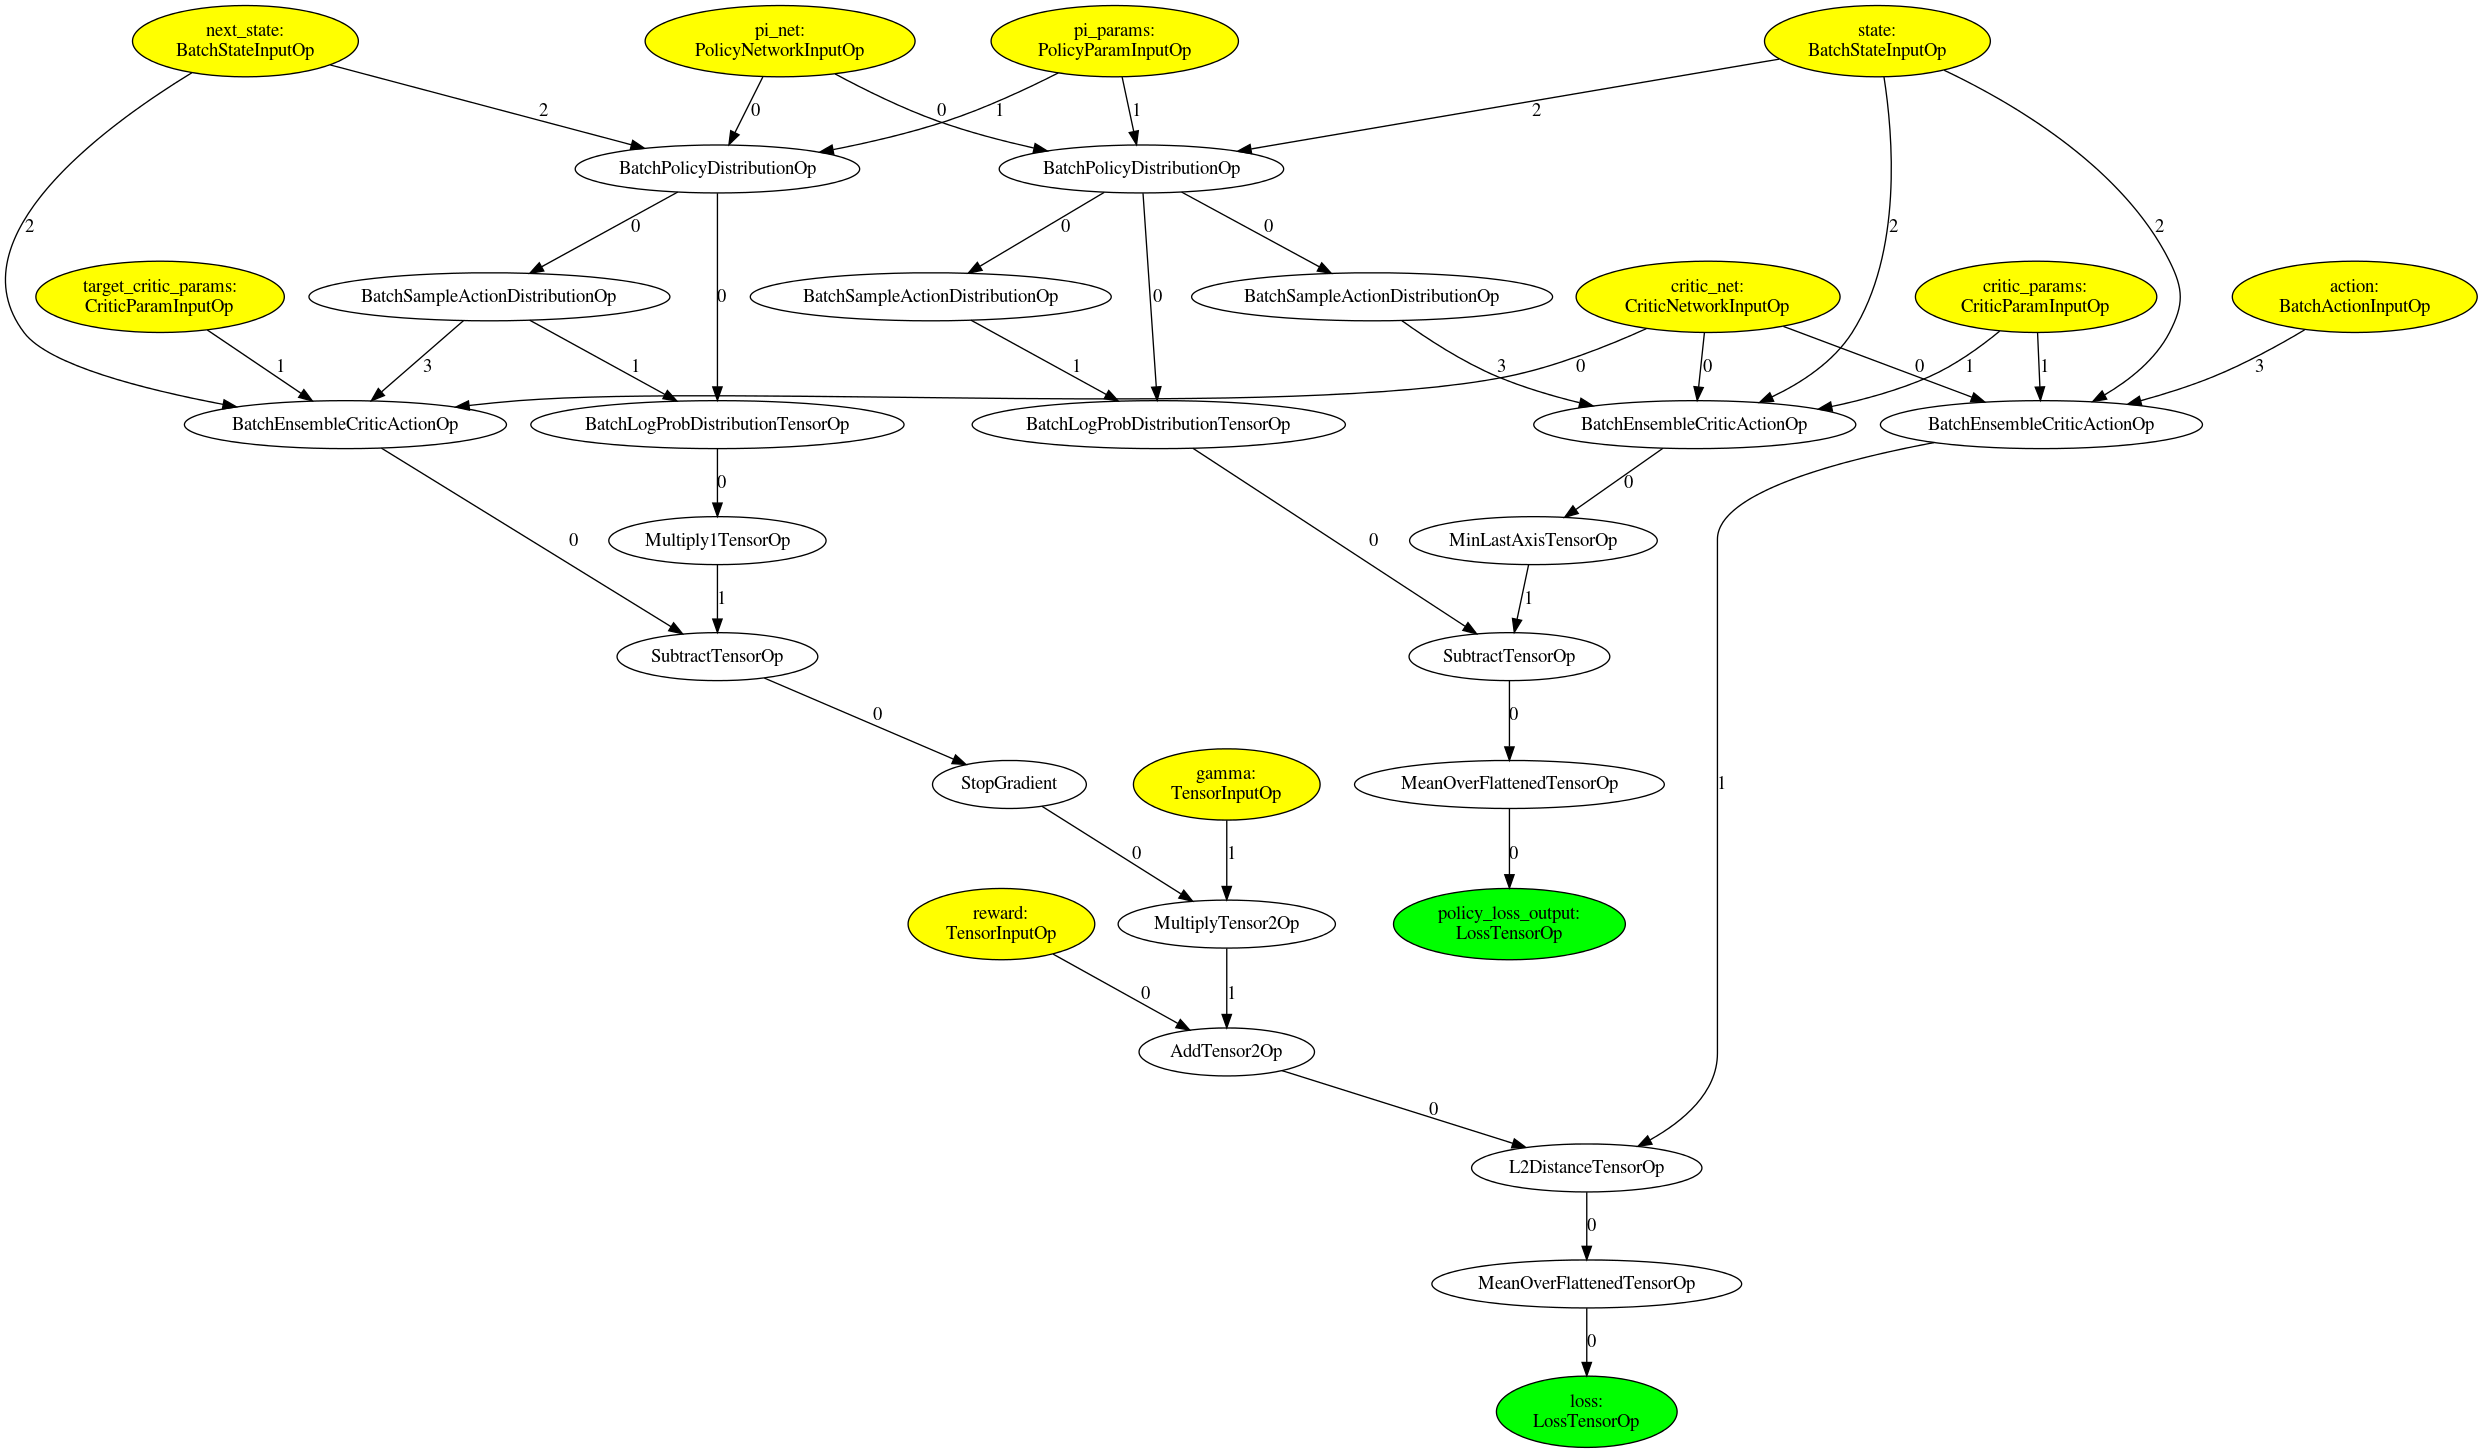 next_state:
BatchStateInputOp
pi_net:
PolicyNetworkInputOp
pi_params:
PolicyParamInputOp
state:
BatchStateInputOp
2
0
0
1
1
2
BatchPolicyDistributionOp
BatchPolicyDistributionOp
2
0
0
0
2
2
target_critic_params:
CriticParamInputOp
BatchSampleActionDistributionOp
0
BatchSampleActionDistributionOp
0
BatchSampleActionDistributionOp
critic_net:
CriticNetworkInputOp
critic_params:
CriticParamInputOp
action:
BatchActionInputOp
1
3
1
1
3
0
0
0
1
1
3
BatchEnsembleCriticActionOp
BatchLogProbDistributionTensorOp
BatchLogProbDistributionTensorOp
BatchEnsembleCriticActionOp
BatchEnsembleCriticActionOp
0
0
0
Multiply1TensorOp
0
MinLastAxisTensorOp
1
1
SubtractTensorOp
SubtractTensorOp
0
0
StopGradient
gamma:
TensorInputOp
MeanOverFlattenedTensorOp
1
0
1
0
reward:
TensorInputOp
MultiplyTensor2Op
policy_loss_output:
LossTensorOp
0
1
AddTensor2Op
0
L2DistanceTensorOp
0
MeanOverFlattenedTensorOp
0
loss:
LossTensorOp